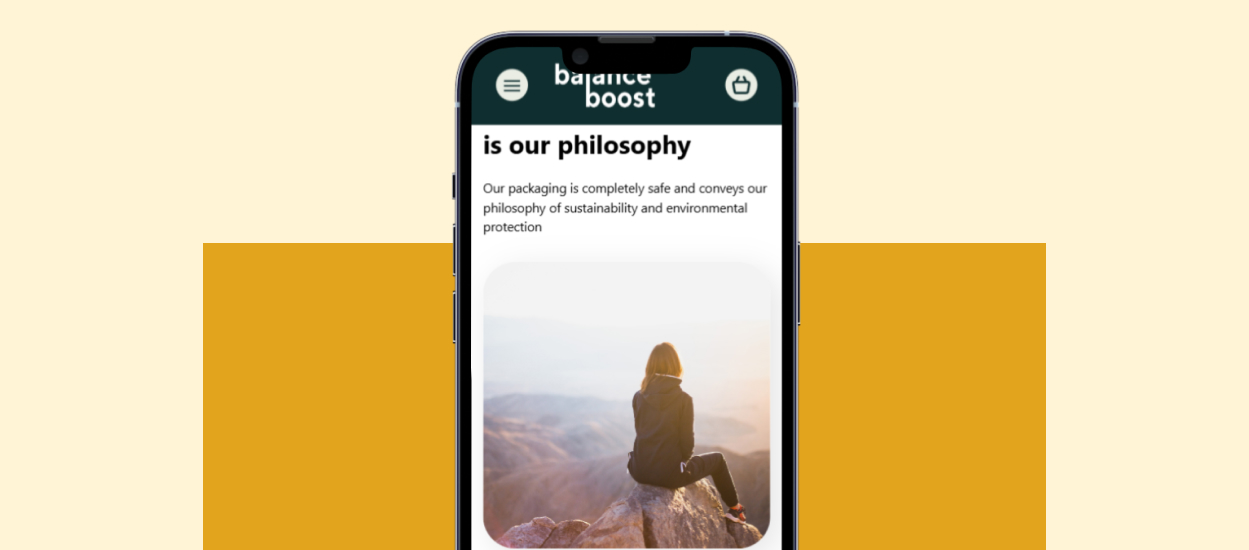 balance
boost
is our philosophy
Our packaging is completely safe and conveys our
philosophy of sustainability and environmental
protection